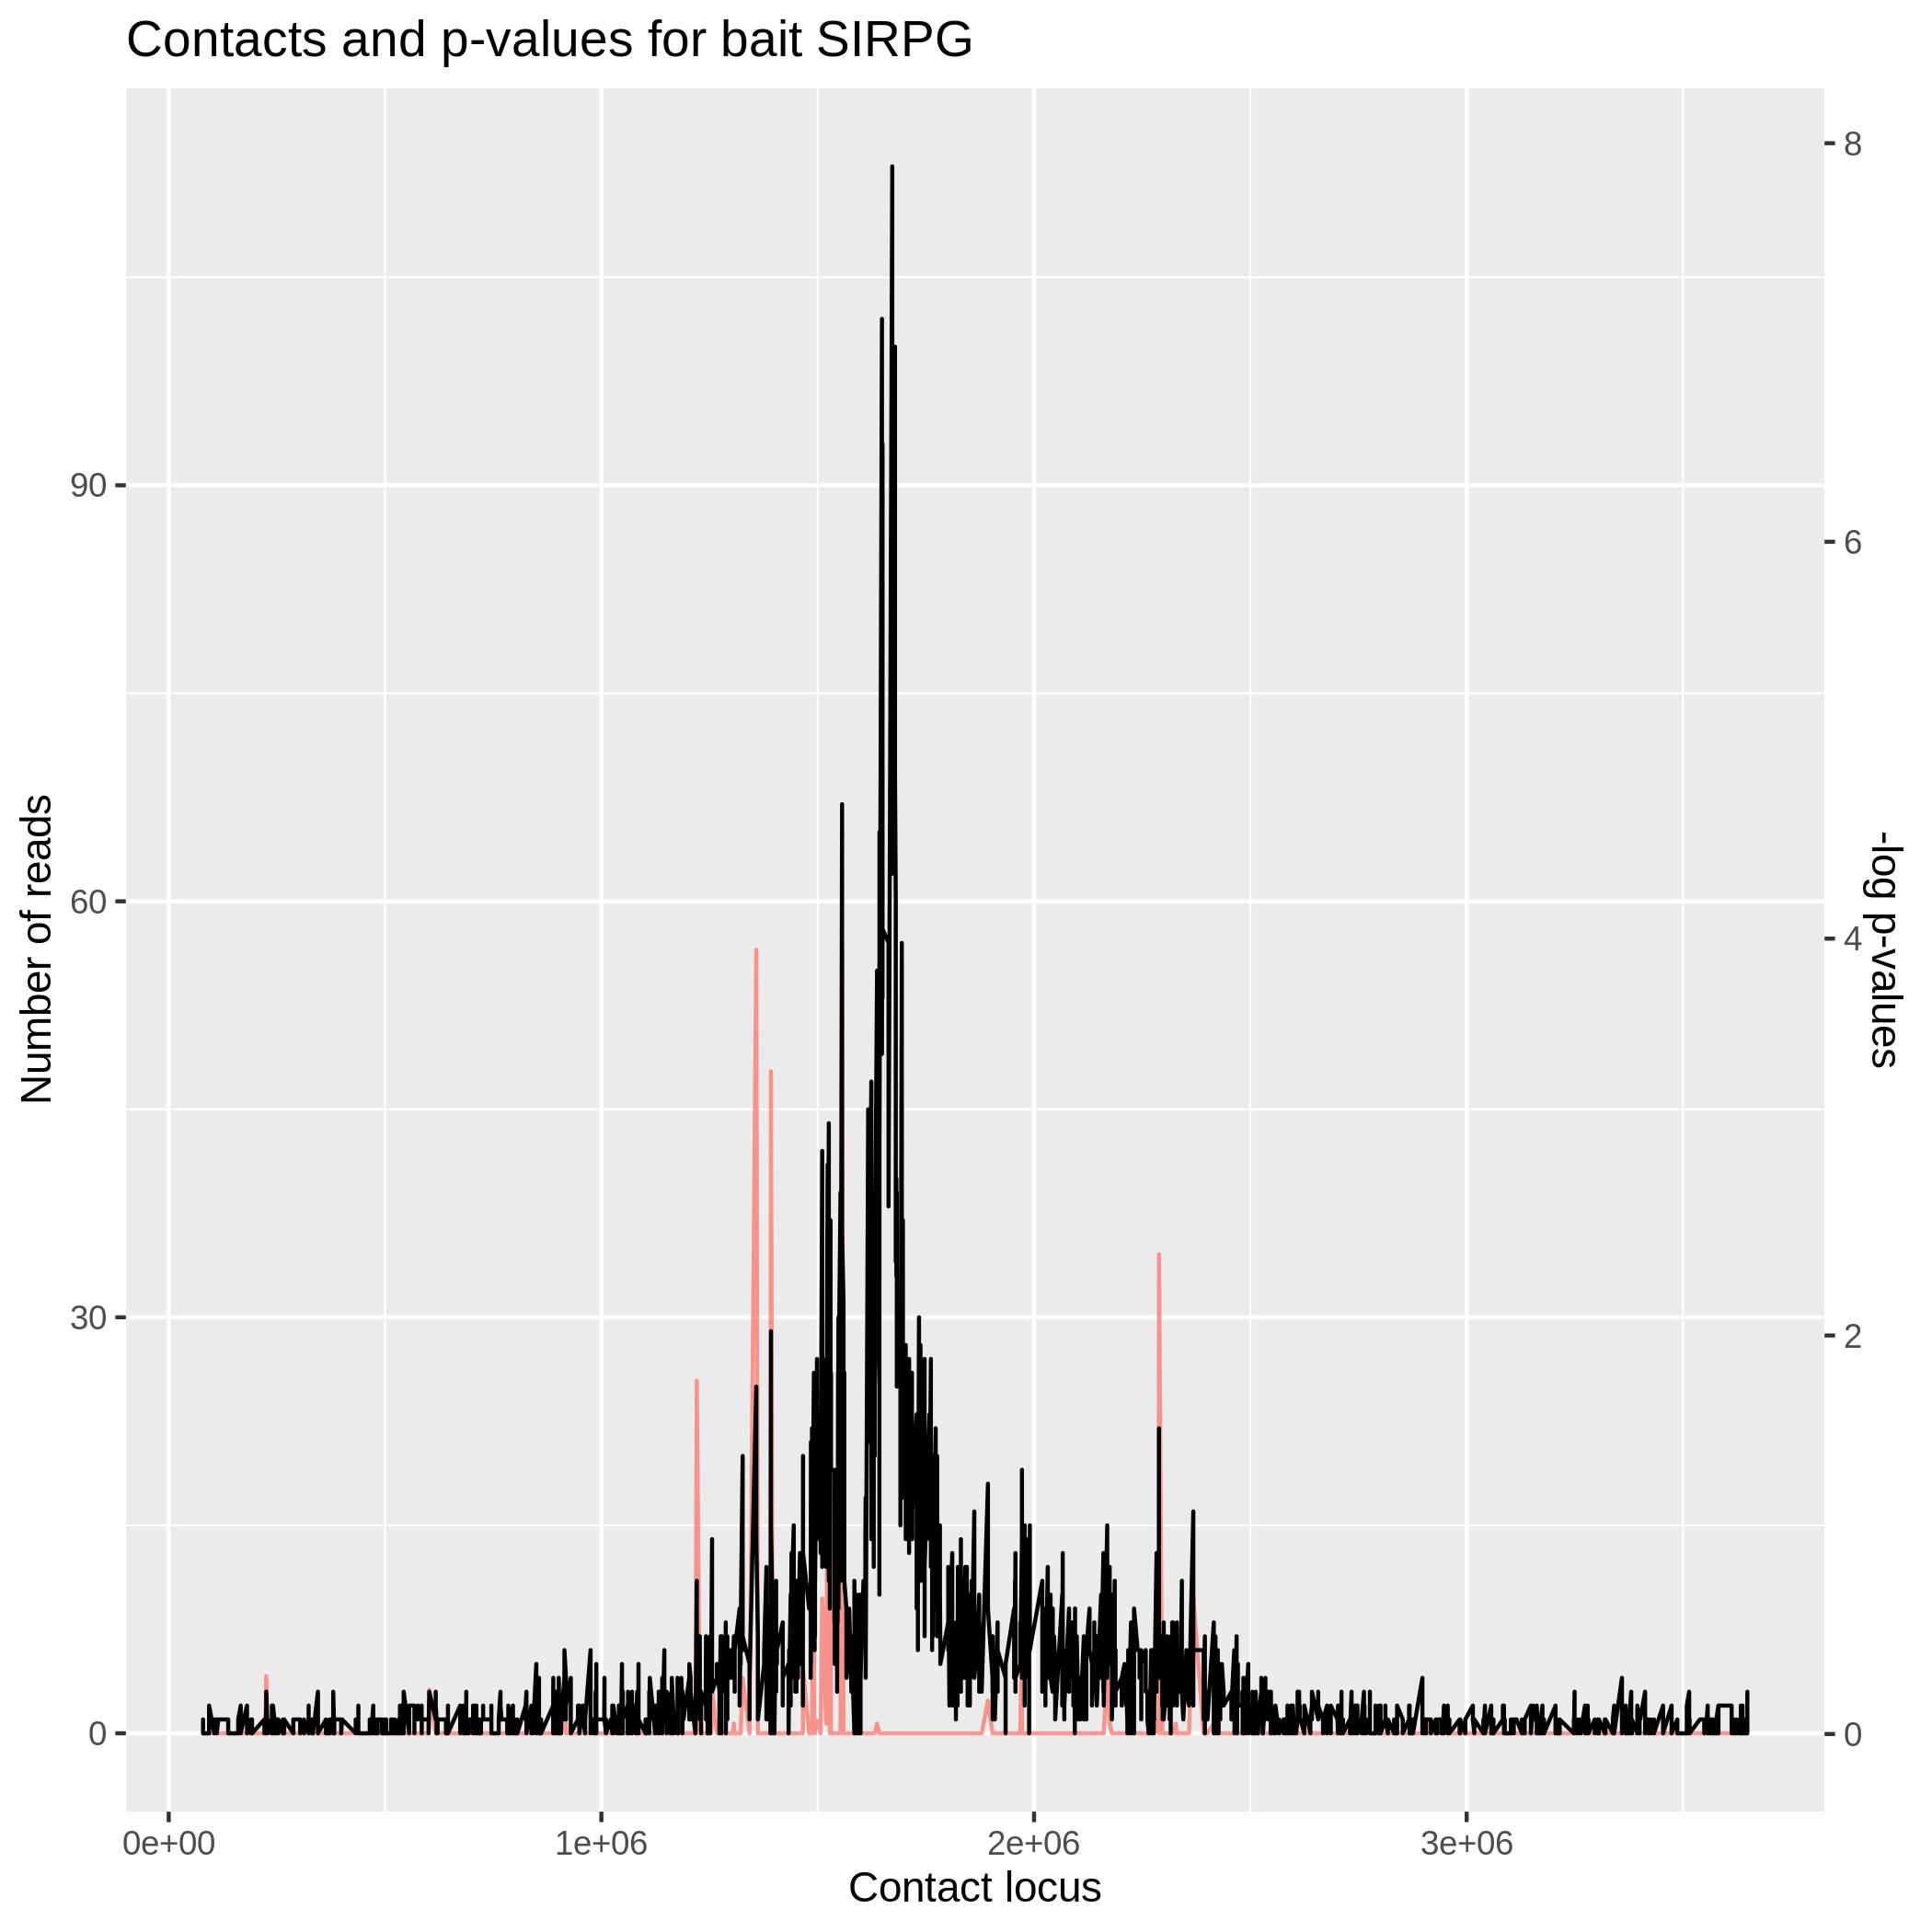 Contacts and p-values for bait SIRPG
8
6
4
2
0
90
60
30
0
Number of reads
-log p-values
0e+00
1e+06
2e+06
3e+06
Contact locus